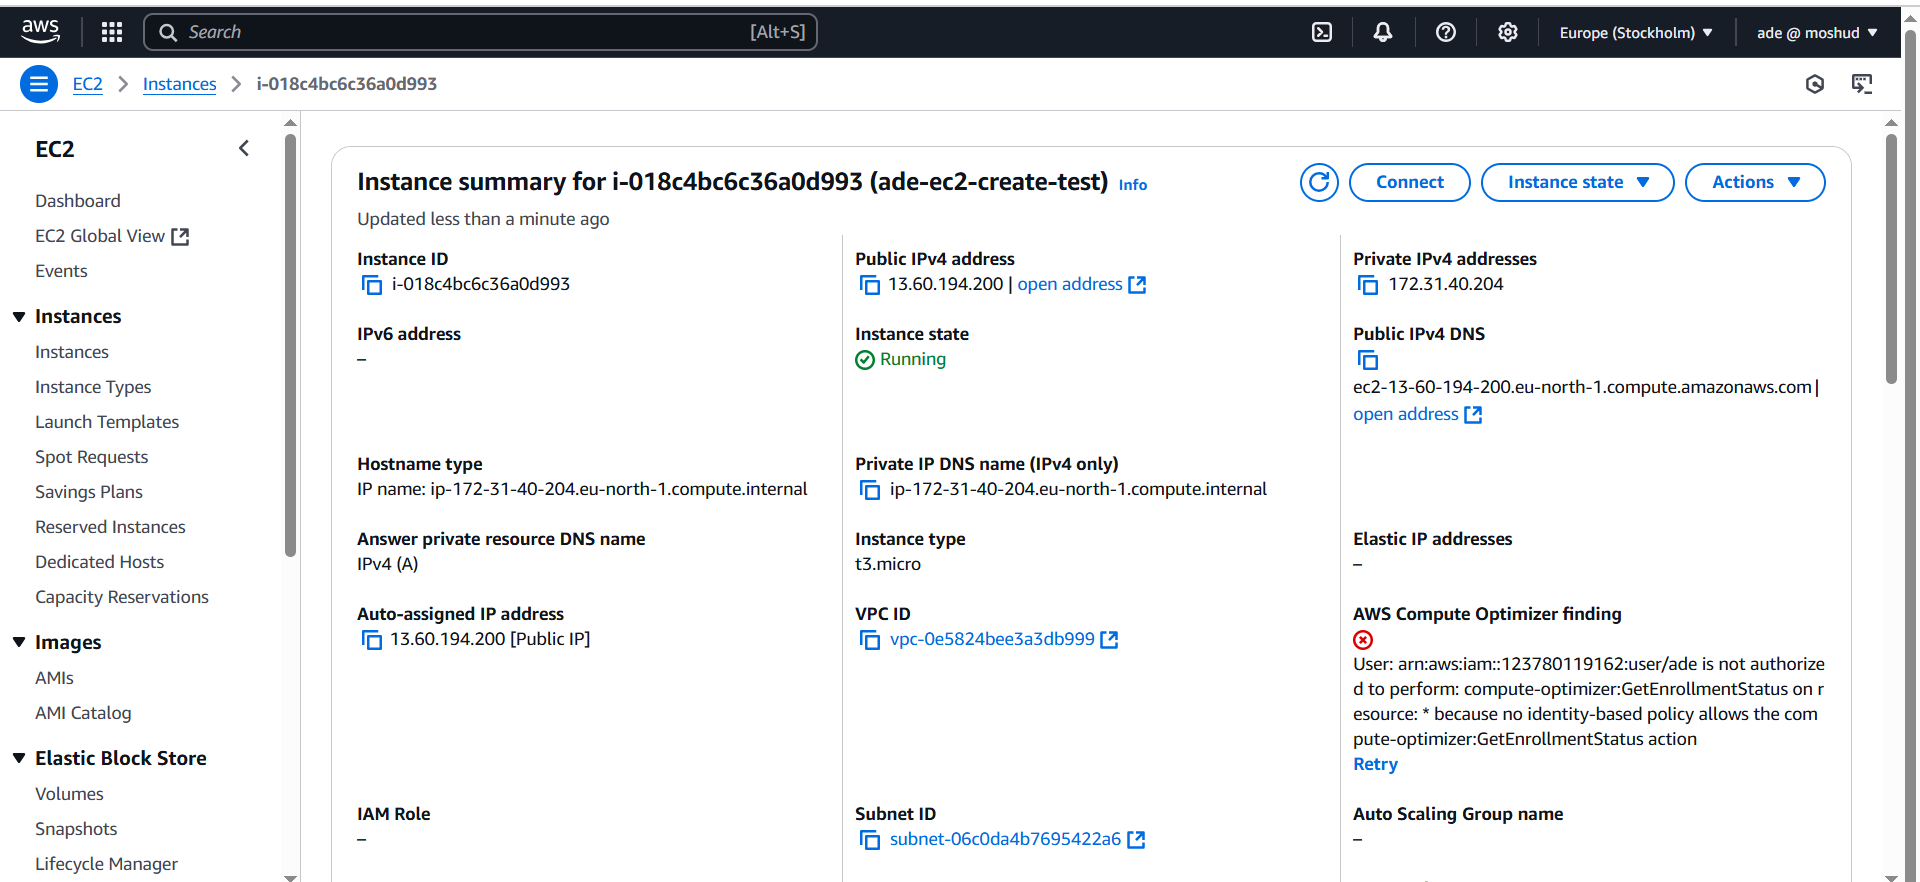 aws
Search [Alt+S]
Europe (Stockholm)
ade @ moshud
EC2
Instances
i-018c4bc6c36a0d993
EC2
Dashboard
EC2 Global View
Events
Instances
Instances
Instance Types
Launch Templates
Spot Requests
Savings Plans
Reserved Instances
Dedicated Hosts
Capacity Reservations
Images
AMIs
AMI Catalog
Elastic Block Store
Volumes
Snapshots
Lifecycle Manager
Instance summary for i-018c4bc6c36a0d993 (ade-ec2-create-test) Info
Connect
Instance state
Actions
Updated less than a minute ago
Instance ID
i-018c4bc6c36a0d993
Public IPv4 address
13.60.194.200 | open address
Private IPv4 addresses
172.31.40.204
IPv6 address
–
Instance state
Running
Public IPv4 DNS
ec2-13-60-194-200.eu-north-1.compute.amazonaws.com |
open address
Hostname type
IP name: ip-172-31-40-204.eu-north-1.compute.internal
Private IP DNS name (IPv4 only)
ip-172-31-40-204.eu-north-1.compute.internal
Answer private resource DNS name
IPv4 (A)
Instance type
t3.micro
Elastic IP addresses
–
Auto-assigned IP address
13.60.194.200 [Public IP]
VPC ID
vpc-0e5824bee3a3db999
AWS Compute Optimizer finding
User: arn:aws:iam::123780119162:user/ade is not authorize
d to perform: compute-optimizer:GetEnrollmentStatus on r
esource: * because no identity-based policy allows the com
pute-optimizer:GetEnrollmentStatus action
Retry
IAM Role
–
Subnet ID
subnet-06c0da4b7695422a6
Auto Scaling Group name
–